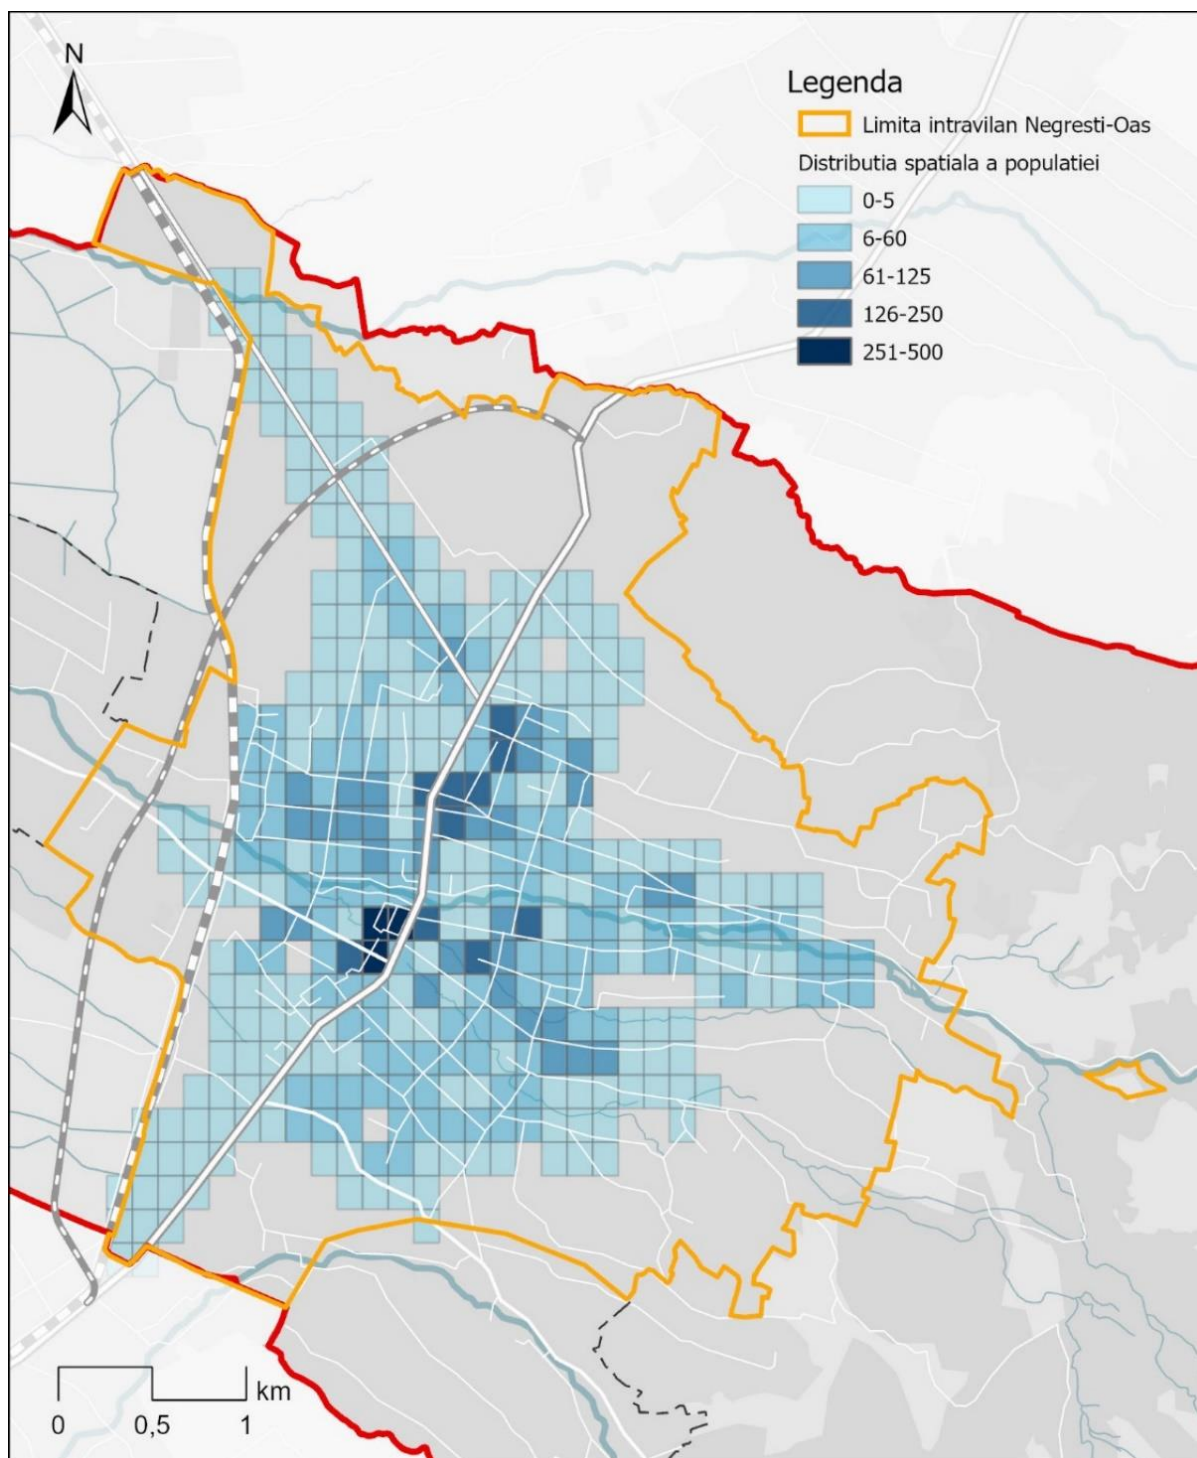 N
Legenda
Limita intravilan Negresti-Oas
Distributia spatiala a populatiei
0-5
6-60
61-125
126-250
251-500
km
0 0,5 1